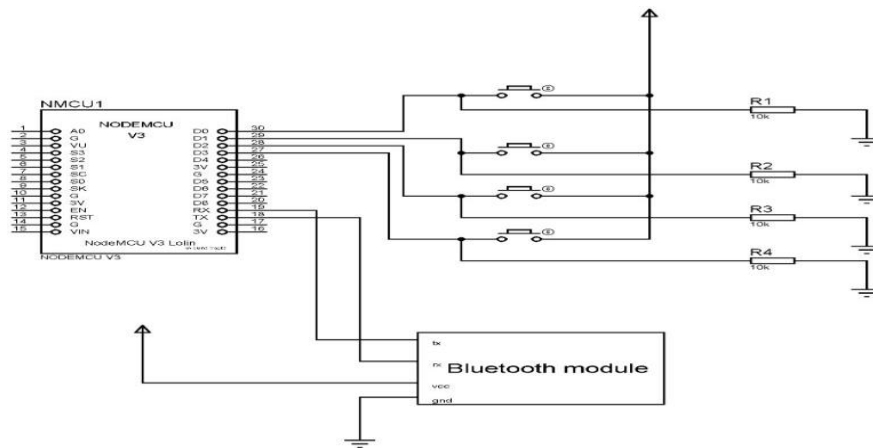 NMCU1
NODEMCU
V3
1 A0
2 G
3 VU
4 S3
5 S2
6 S1
7 SC
8 S0
9 SK
10 G
11 3V
12 EN
13 RST
14 G
15 VIN
D0 30
D1 29
D2 28
D3 27
D4 26
3V 25
G 24
D5 23
D6 22
D7 21
D8 20
RX 19
TX 18
G 17
3V 16
NodeMCU V3 Lolin
NODEMCU V3
R1
10k
R2
10k
R3
10k
R4
10k
tx
rx
Bluetooth module
vcc
gnd